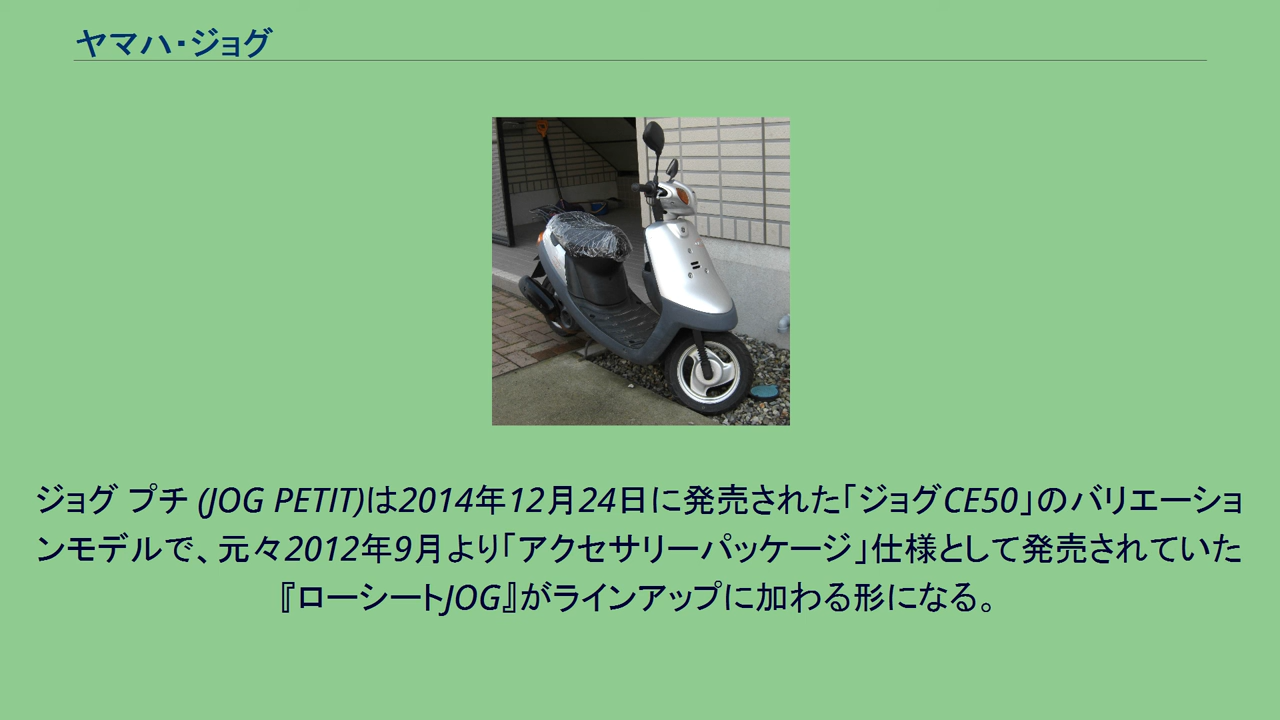 ヤマハ・ジョグ
ジョグ プチ (JOG PETIT)は2014年12月24日に発売された「ジョグCE50」のバリエーショ
ンモデルで、元々2012年9月より「アクセサリーパッケージ」仕様として発売されていた
『ローシートJOG』がラインアップに加わる形になる。